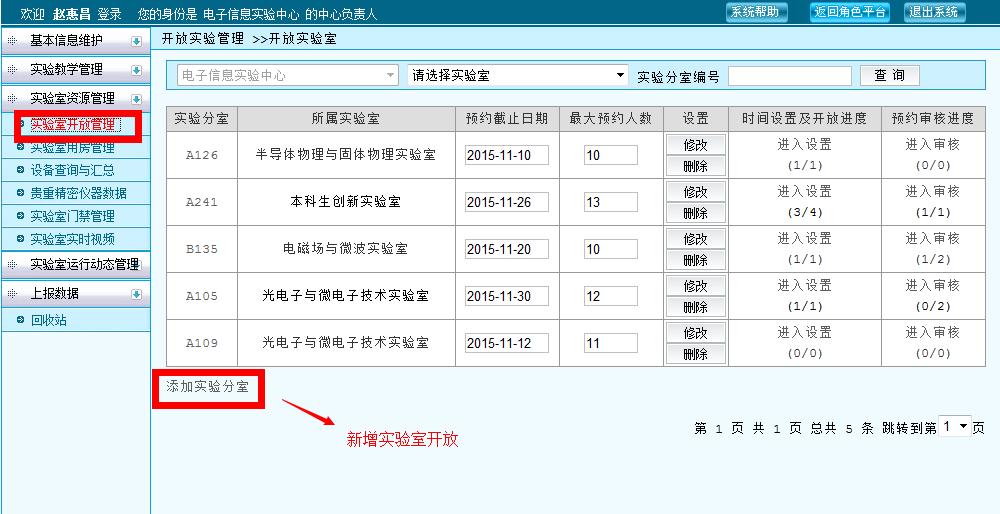 欢迎 赵惠昌 登录 您的身份是 电子信息实验中心 的中心负责人
系统帮助 返回角色平台 退出系统
基本信息维护
实验教学管理
实验室资源管理
实验室开放管理
实验室用房管理
设备查询与汇总
贵重精密仪器数据
实验室门禁管理
实验室实时视频
实验室运行动态管理
上报数据
回收站
开放实验管理 >>开放实验室
电子信息实验中心 请选择实验室 实验分室编号 查 询
实验分室 所属实验室 预约截止日期 最大预约人数 设置 时间设置及开放进度 预约审核进度
A126 半导体物理与固体物理实验室 2015-11-10 10 修改 删除 进入设置 (1/1) 进入审核 (0/0)
A241 本科生创新实验室 2015-11-26 13 修改 删除 进入设置 (3/4) 进入审核 (1/1)
B135 电磁场与微波实验室 2015-11-20 10 修改 删除 进入设置 (1/1) 进入审核 (1/2)
A105 光电子与微电子技术实验室 2015-11-30 12 修改 删除 进入设置 (1/1) 进入审核 (0/2)
A109 光电子与微电子技术实验室 2015-11-12 11 修改 删除 进入设置 (0/0) 进入审核 (0/0)
添加实验分室
新增实验室开放
第 1 页 共 1 页 总共 5 条 跳转到第 1 页